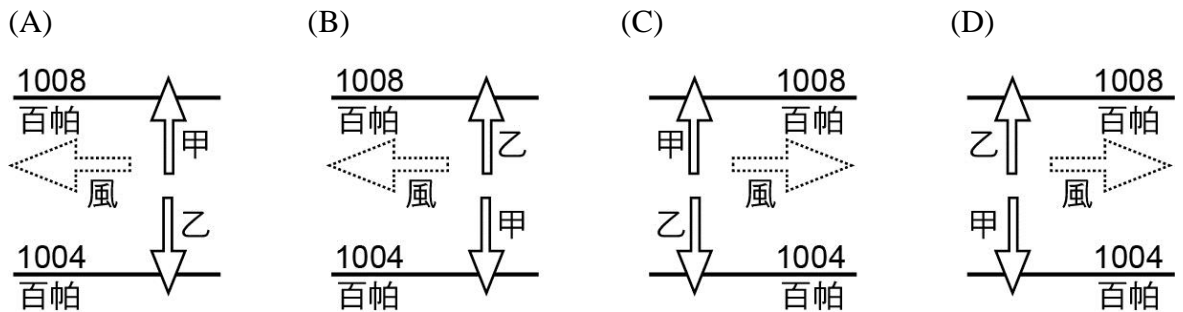 (A) (B) (C) (D)
1008 1008 1008 1008
百帕 百帕 百帕 百帕
甲 乙 甲 乙
風 風 風 風
乙 甲 乙 甲
1004 1004 1004 1004
百帕 百帕 百帕 百帕